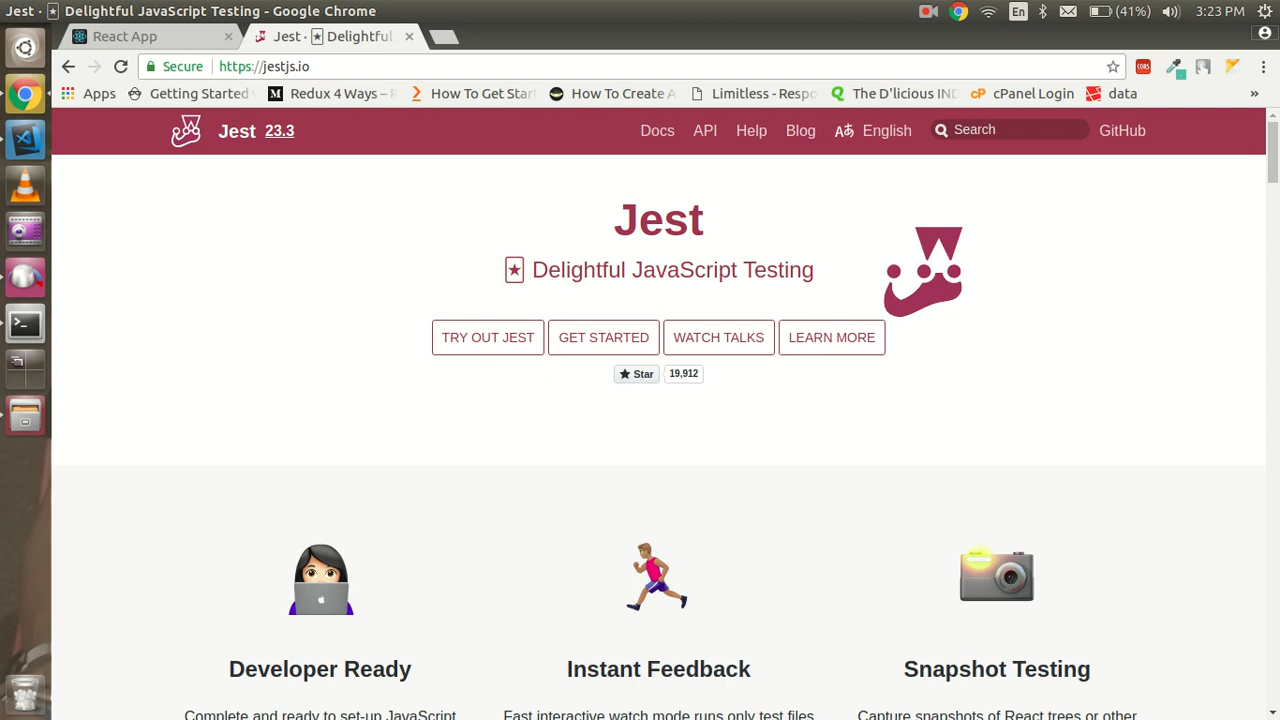 Jest · 🃏 Delightful JavaScript Testing - Google Chrome
En
(41%)
3:23 PM
React App
Jest · 🃏 Delightful
Secure
https://jestjs.io
CORS
Apps
Getting Started
Redux 4 Ways –
How To Get Star
How To Create A
Limitless - Respo
The D'licious IND
cPanel Login
data
»
Jest 23.3
Docs
API
Help
Blog
English
Search
GitHub
Jest
🃏 Delightful JavaScript Testing
TRY OUT JEST
GET STARTED
WATCH TALKS
LEARN MORE
Star
19,912
Developer Ready
Instant Feedback
Snapshot Testing
Complete and ready to set-up JavaScript
Fast interactive watch mode runs only test files
Capture snapshots of React trees or other